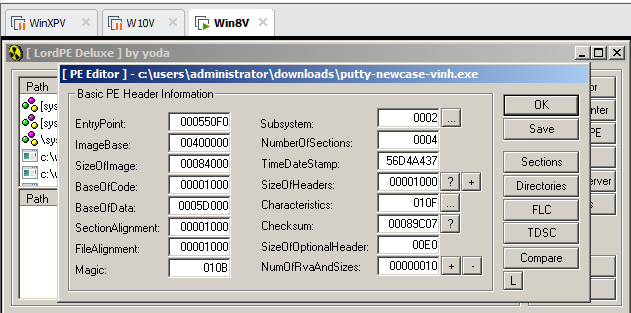 WinXPV × W10V × Win8V ×
[ LordPE Deluxe ] by yoda
[ PE Editor ] - c:\users\administrator\downloads\putty-newcase-vinh.exe
Path
[sys
[sys
\sys
c:\w
c:\
Path
Basic PE Header Information
EntryPoint: 000550F0
ImageBase: 00400000
SizeOfImage: 00084000
BaseOfCode: 00001000
BaseOfData: 0005D000
SectionAlignment: 00001000
FileAlignment: 00001000
Magic: 010B
Subsystem: 0002 ...
NumberOfSections: 0004
TimeDateStamp: 56D4A437
SizeOfHeaders: 00001000 ? +
Characteristics: 010F ...
Checksum: 00089C07 ?
SizeOfOptionalHeader: 00E0
NumOfRvaAndSizes: 00000010 + -
OK
Save
Sections
Directories
FLC
TDSC
Compare
L
or
nter
PE
rver
s